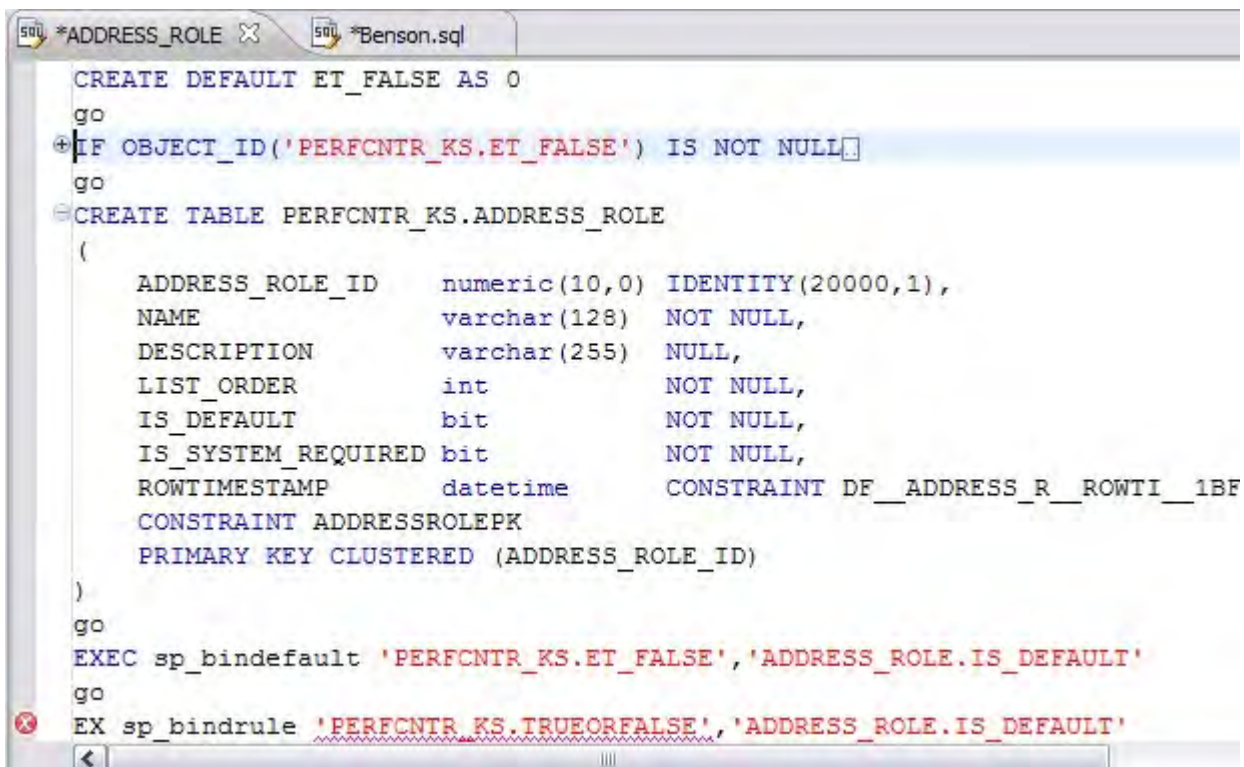 *ADDRESS_ROLE *Benson.sql
CREATE DEFAULT ET_FALSE AS 0
go
IF OBJECT_ID('PERFCNTR_KS.ET_FALSE') IS NOT NULL..
go
CREATE TABLE PERFCNTR_KS.ADDRESS_ROLE
(
ADDRESS_ROLE_ID numeric(10,0) IDENTITY(20000,1),
NAME varchar(128) NOT NULL,
DESCRIPTION varchar(255) NULL,
LIST_ORDER int NOT NULL,
IS_DEFAULT bit NOT NULL,
IS_SYSTEM_REQUIRED bit NOT NULL,
ROWTIMESTAMP datetime CONSTRAINT DF__ADDRESS_R__ROWTI__1BF
CONSTRAINT ADDRESSROLEPK
PRIMARY KEY CLUSTERED (ADDRESS_ROLE_ID)
)
go
EXEC sp_bindefault 'PERFCNTR_KS.ET_FALSE','ADDRESS_ROLE.IS_DEFAULT'
go
EX sp_bindrule 'PERFCNTR_KS.TRUEORFALSE','ADDRESS_ROLE.IS_DEFAULT'